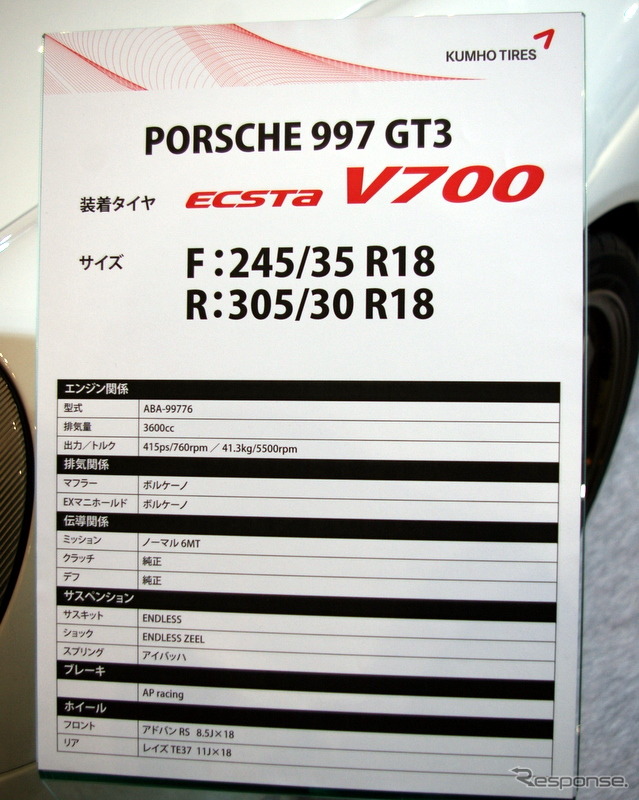 KUMHO TIRES
PORSCHE 997 GT3
装着タイヤ ECSTA V700
サイズ F:245/35 R18
R:305/30 R18
エンジン関係
型式 ABA-99776
排気量 3600cc
出力／トルク 415ps/760rpm ／ 41.3kg/5500rpm
排気関係
マフラー ボルケーノ
EXマニホールド ボルケーノ
伝導関係
ミッション ノーマル 6MT
クラッチ 純正
デフ 純正
サスペンション
サスキット ENDLESS
ショック ENDLESS ZEEL
スプリング アイバッハ
ブレーキ
AP racing
ホイール
フロント アドバン RS 8.5J×18
リア レイズ TE37 11J×18
Response.